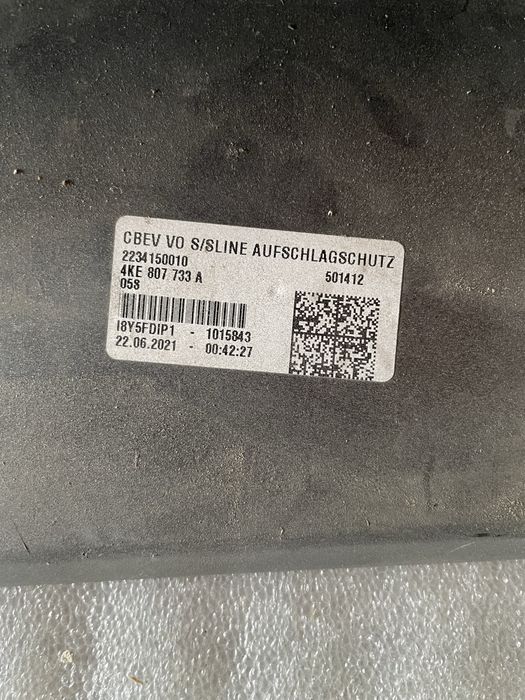 CBEV VO S/SLINE AUFSCHLAGSCHUTZ
2234150010
4KE 807 733 A 501412
058
I8Y5FDIP1 - 1015843
22.06.2021 - 00:42:27